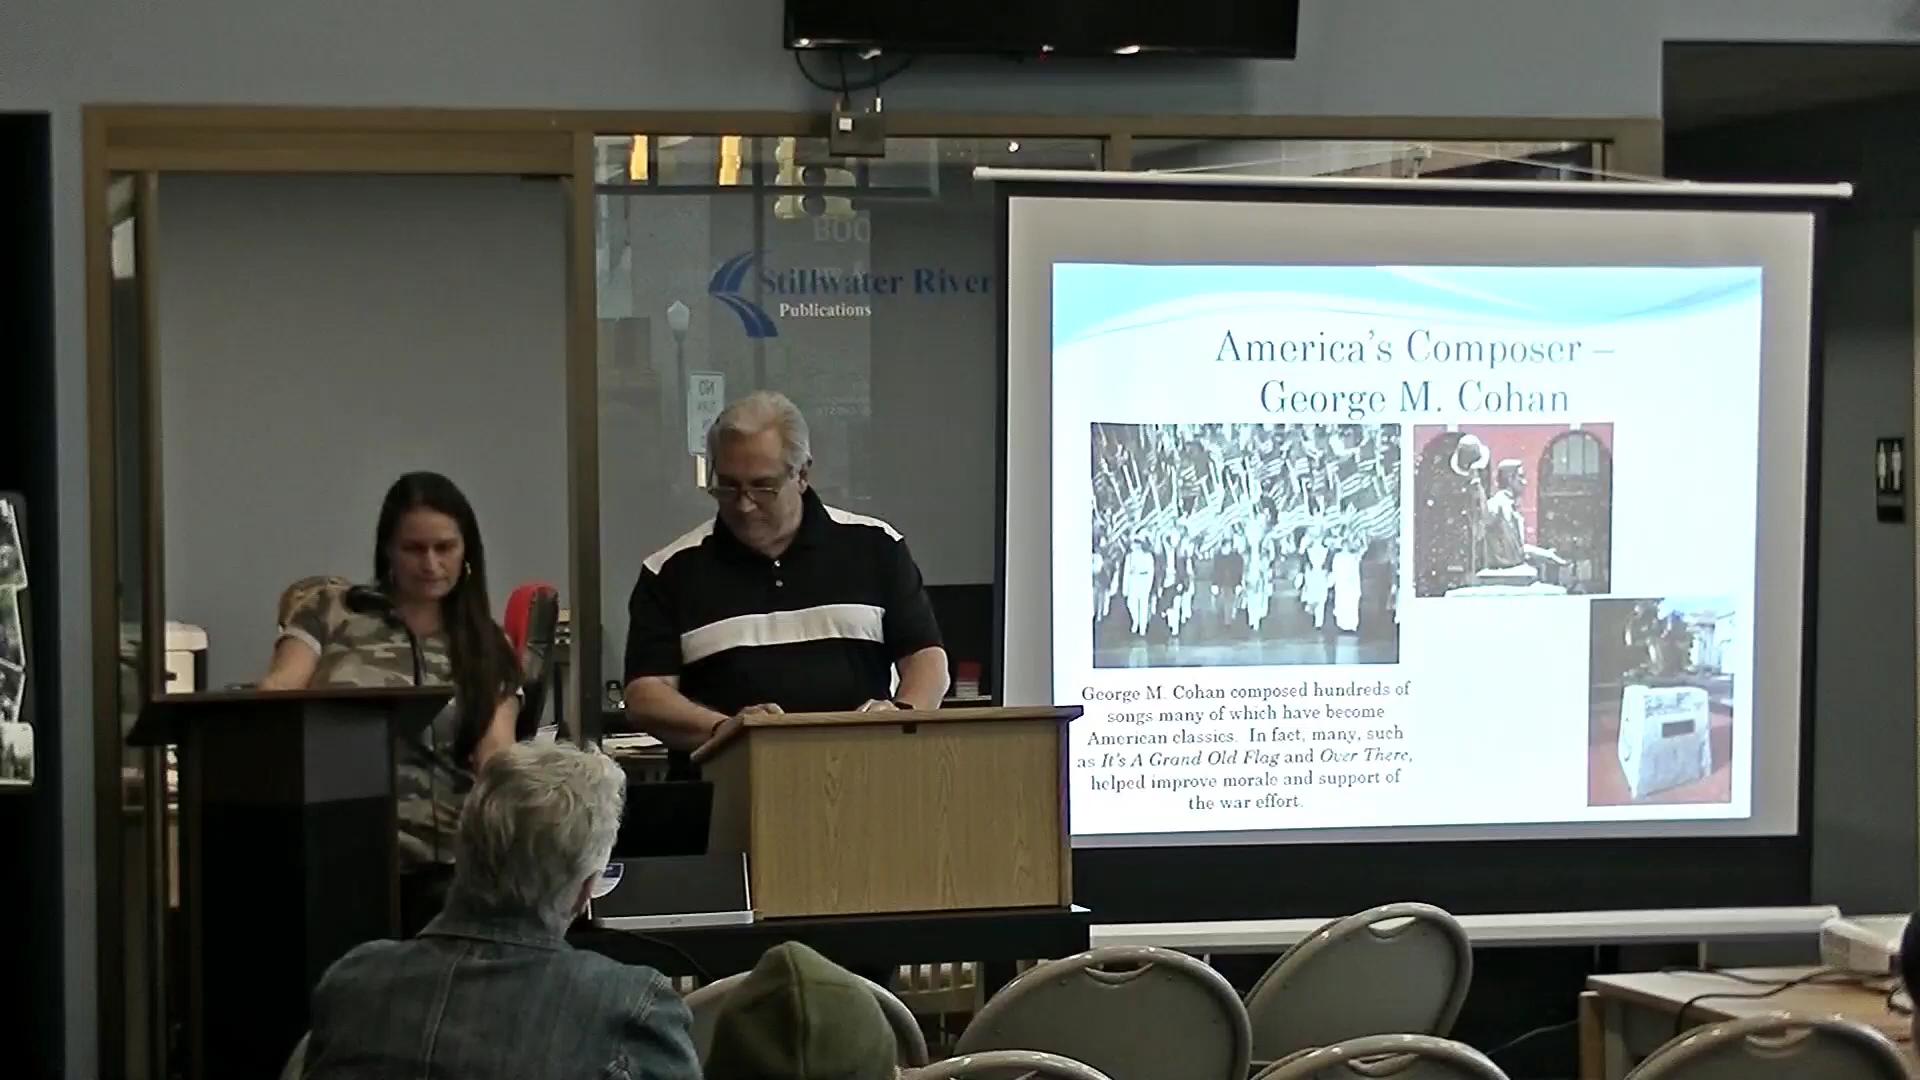 BOO
Stillwater River
Publications
NO
America's Composer –
George M. Cohan
George M. Cohan composed hundreds of
songs many of which have become
American classics. In fact, many, such
as It's A Grand Old Flag and Over There,
helped improve morale and support of
the war effort.